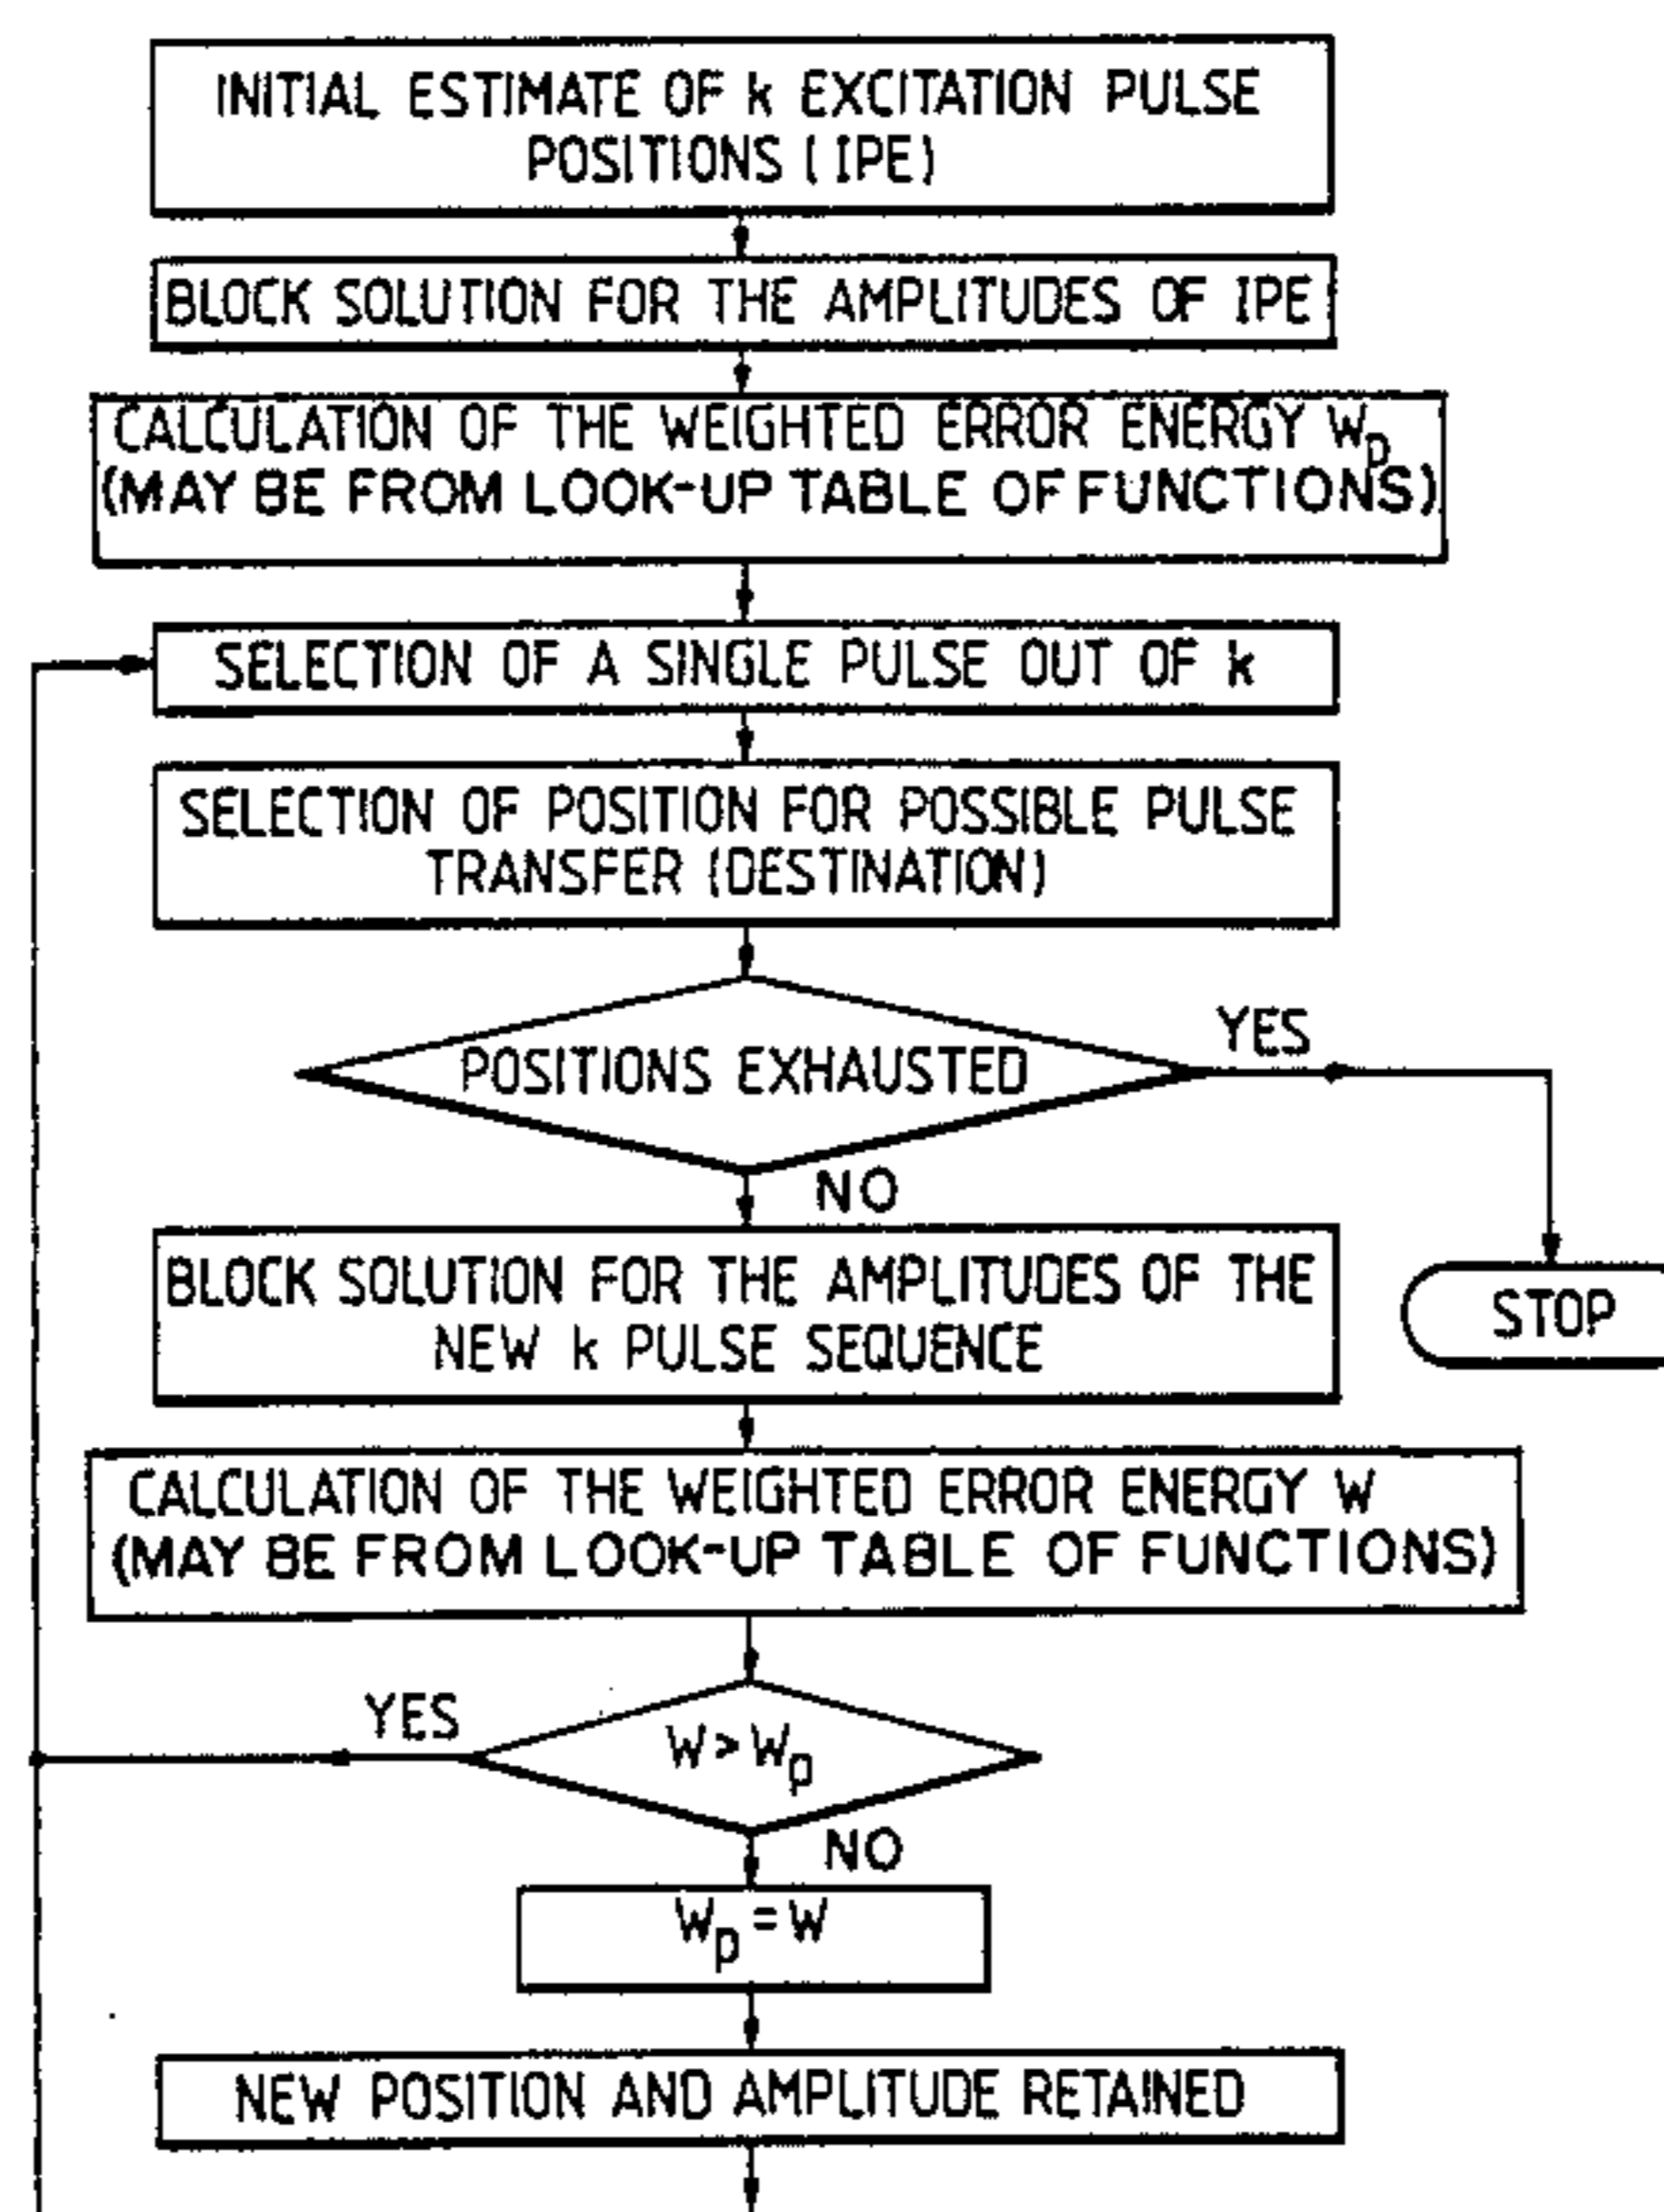 INITIAL ESTIMATE OF k EXCITATION PULSE
POSITIONS (IPE)
BLOCK SOLUTION FOR THE AMPLITUDES OF IPE
CALCULATION OF THE WEIGHTED ERROR ENERGY Wp
(MAY BE FROM LOOK-UP TABLE OF FUNCTIONS)
SELECTION OF A SINGLE PULSE OUT OF k
SELECTION OF POSITION FOR POSSIBLE PULSE
TRANSFER (DESTINATION)
POSITIONS EXHAUSTED
YES
NO
BLOCK SOLUTION FOR THE AMPLITUDES OF THE
NEW k PULSE SEQUENCE
STOP
CALCULATION OF THE WEIGHTED ERROR ENERGY W
(MAY BE FROM LOOK-UP TABLE OF FUNCTIONS)
YES
W > Wp
NO
Wp = W
NEW POSITION AND AMPLITUDE RETAINED